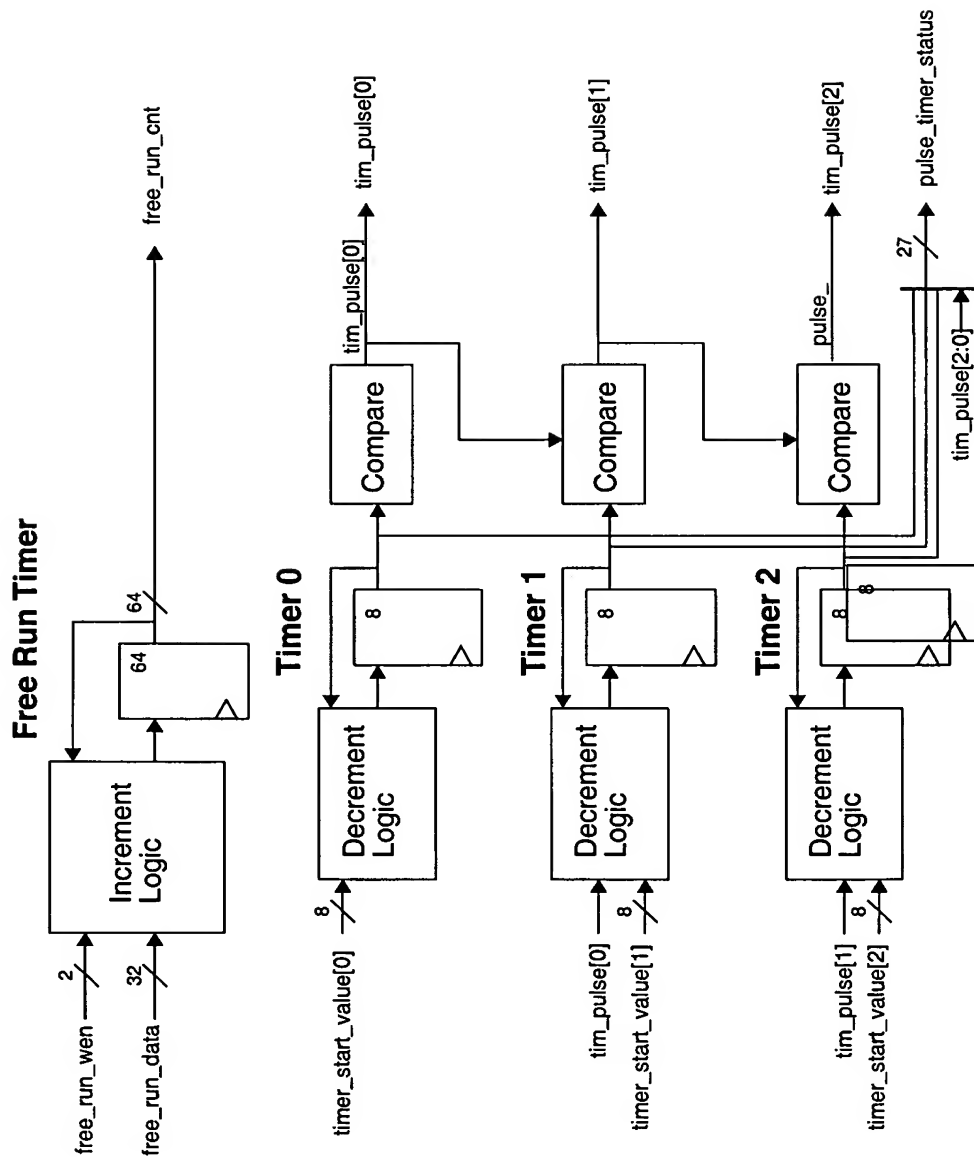 Free Run Timer
free_run_wen
2
free_run_data
32
Increment
Logic
64
64
free_run_cnt
Timer 0
timer_start_value[0]
8
Decrement
Logic
8
Compare
tim_pulse[0]
tim_pulse[0]
Timer 1
tim_pulse[0]
timer_start_value[1]
8
Decrement
Logic
8
Compare
tim_pulse[1]
Timer 2
tim_pulse[1]
timer_start_value[2]
8
Decrement
Logic
8
8
Compare
pulse_
tim_pulse[2]
27
pulse_timer_status
tim_pulse[2:0]